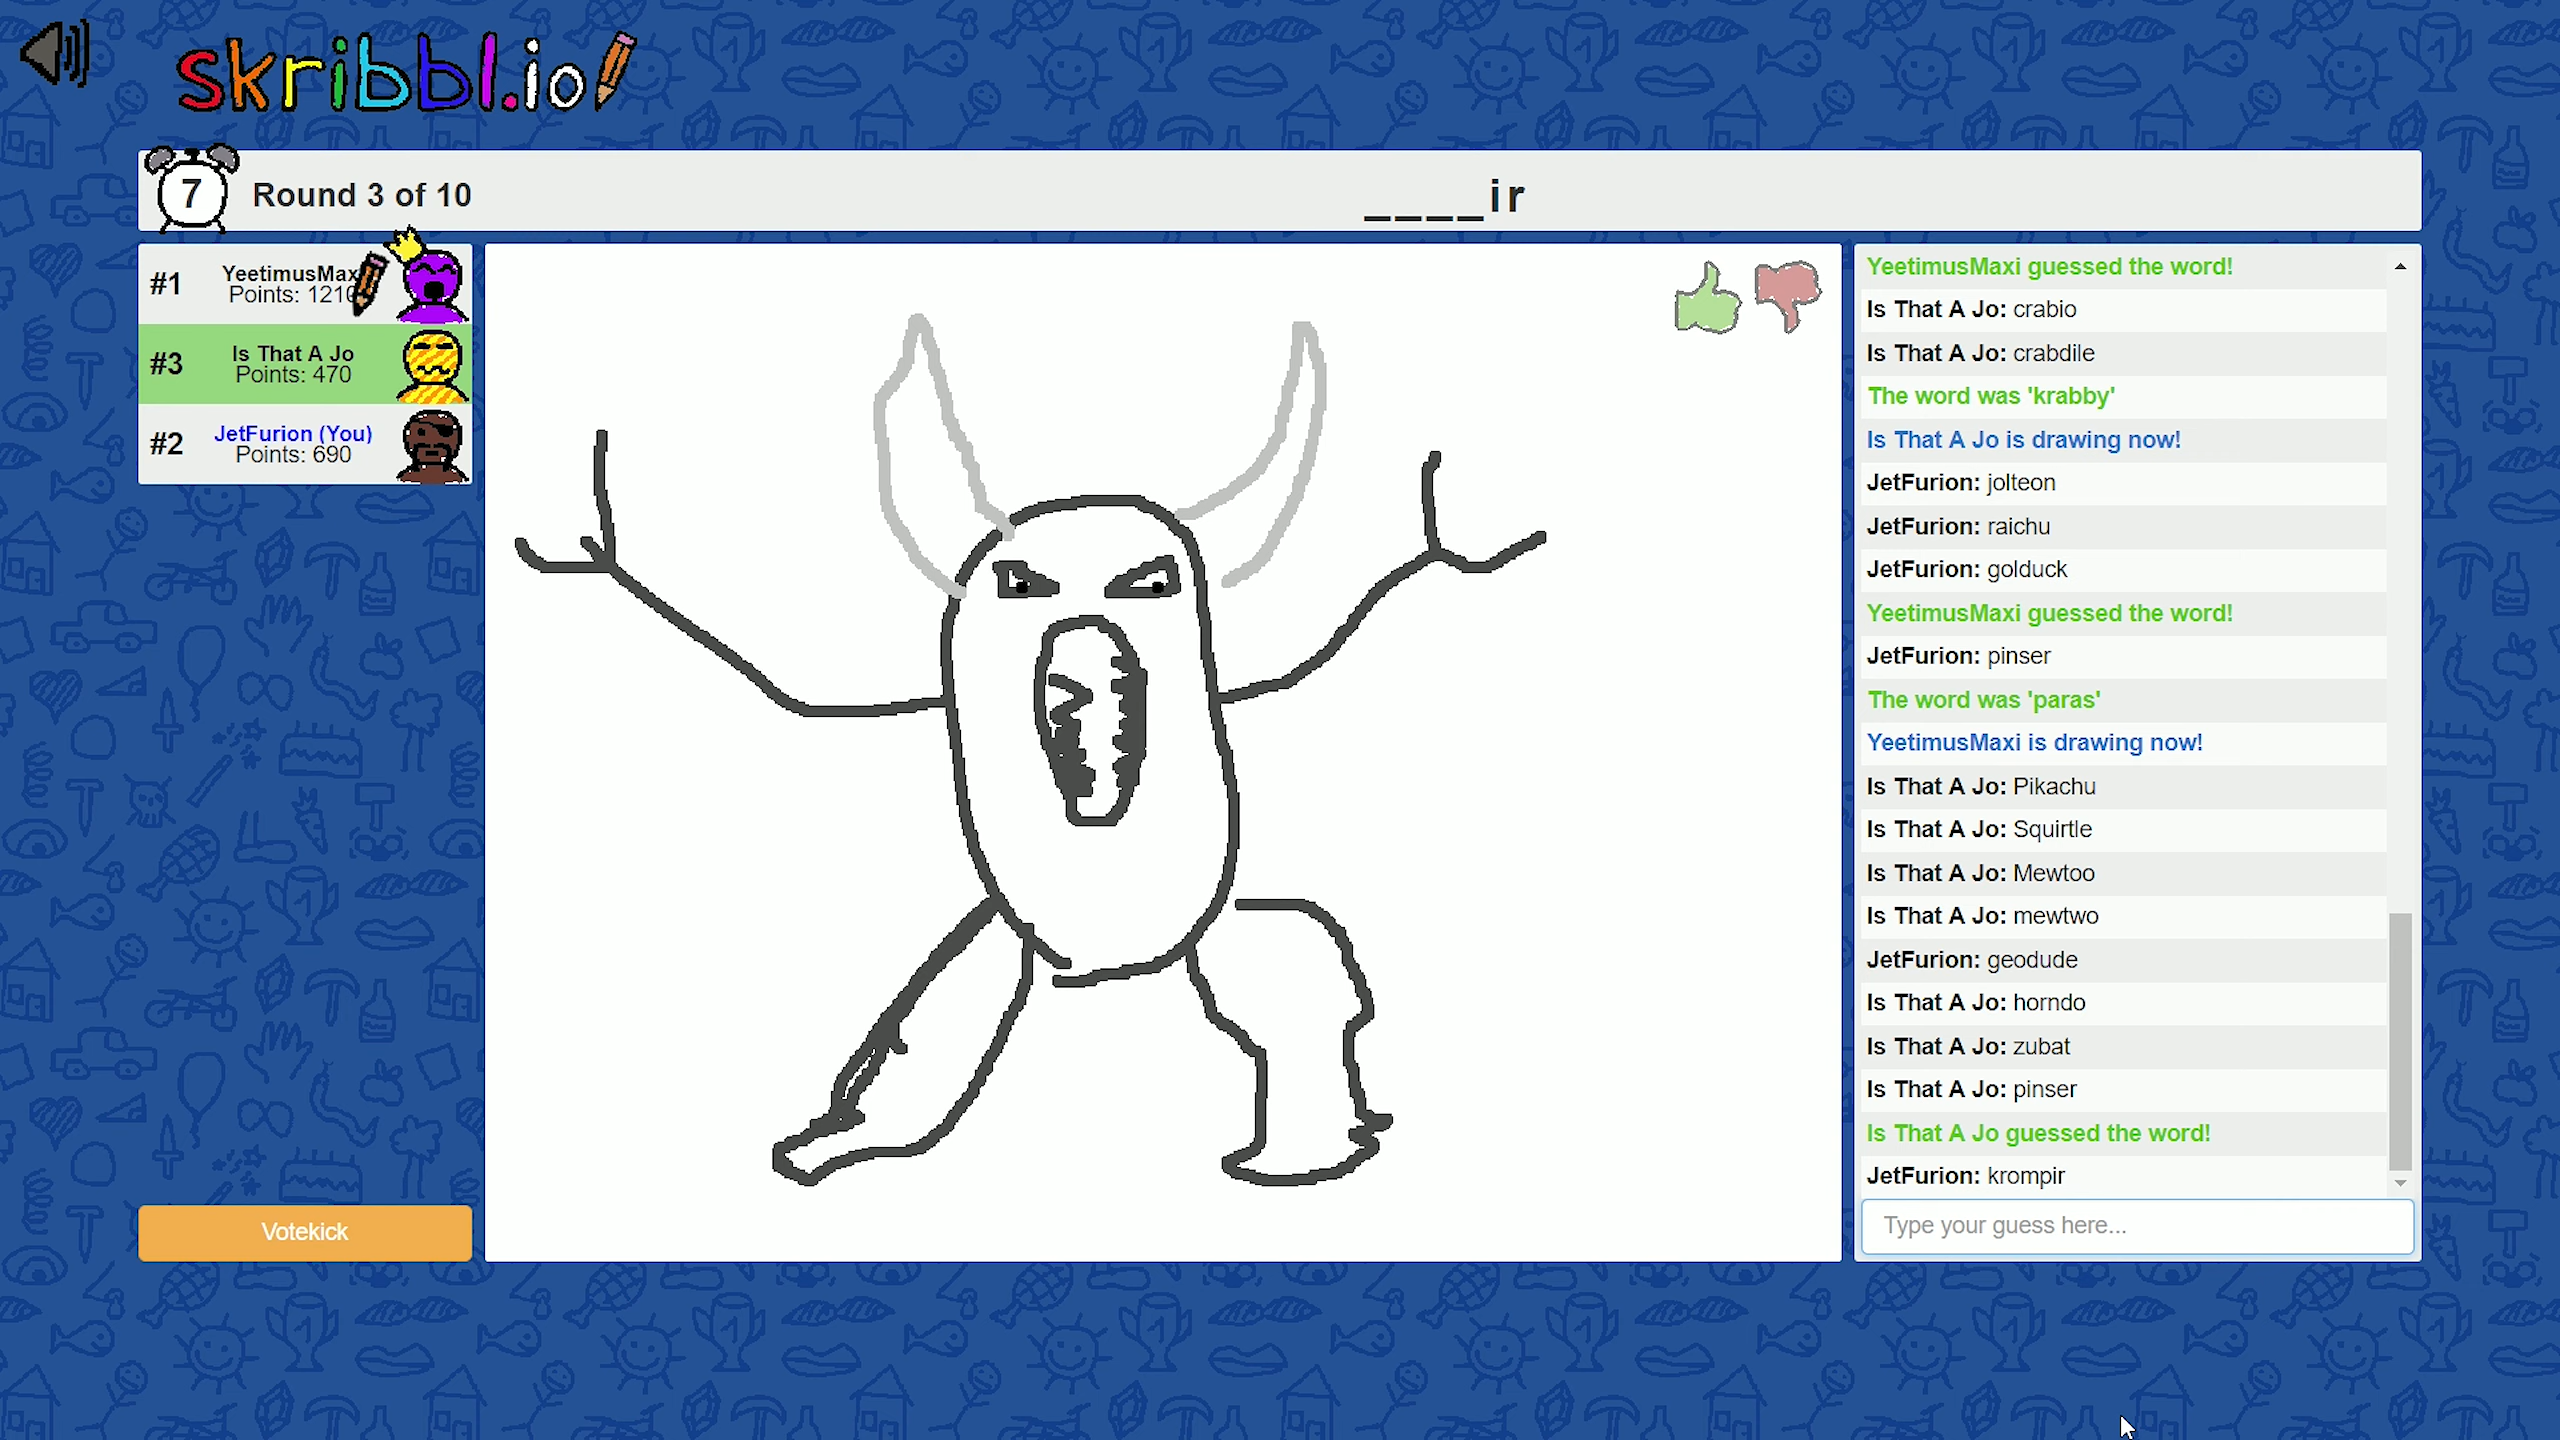 skribbl.io
7
Round 3 of 10
____ir
#1
YeetimusMaxi
Points: 1210
#3
Is That A Jo
Points: 470
#2
JetFurion (You)
Points: 690
Votekick
YeetimusMaxi guessed the word!
Is That A Jo: crabio
Is That A Jo: crabdile
The word was 'krabby'
Is That A Jo is drawing now!
JetFurion: jolteon
JetFurion: raichu
JetFurion: golduck
YeetimusMaxi guessed the word!
JetFurion: pinser
The word was 'paras'
YeetimusMaxi is drawing now!
Is That A Jo: Pikachu
Is That A Jo: Squirtle
Is That A Jo: Mewtoo
Is That A Jo: mewtwo
JetFurion: geodude
Is That A Jo: horndo
Is That A Jo: zubat
Is That A Jo: pinser
Is That A Jo guessed the word!
JetFurion: krompir
Type your guess here...